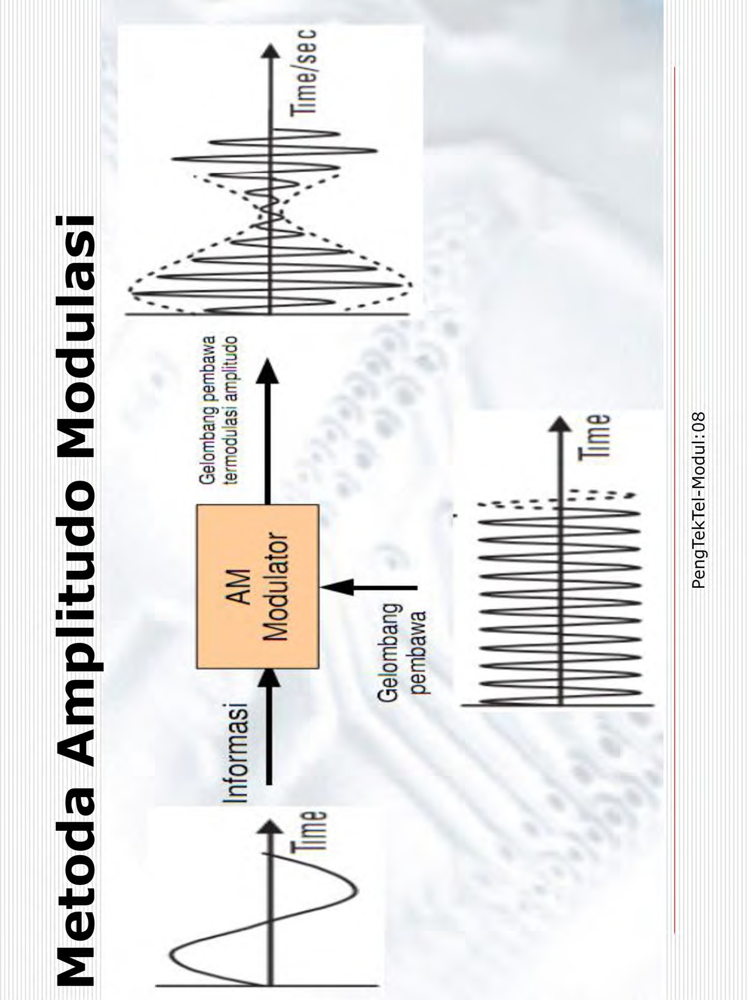 Metoda Amplitudo Modulasi
Time
Informasi
AM
Modulator
Gelombang pembawa
termodulasi amplitudo
Time/sec
Gelombang
pembawa
Time
PengTekTel-Modul:08